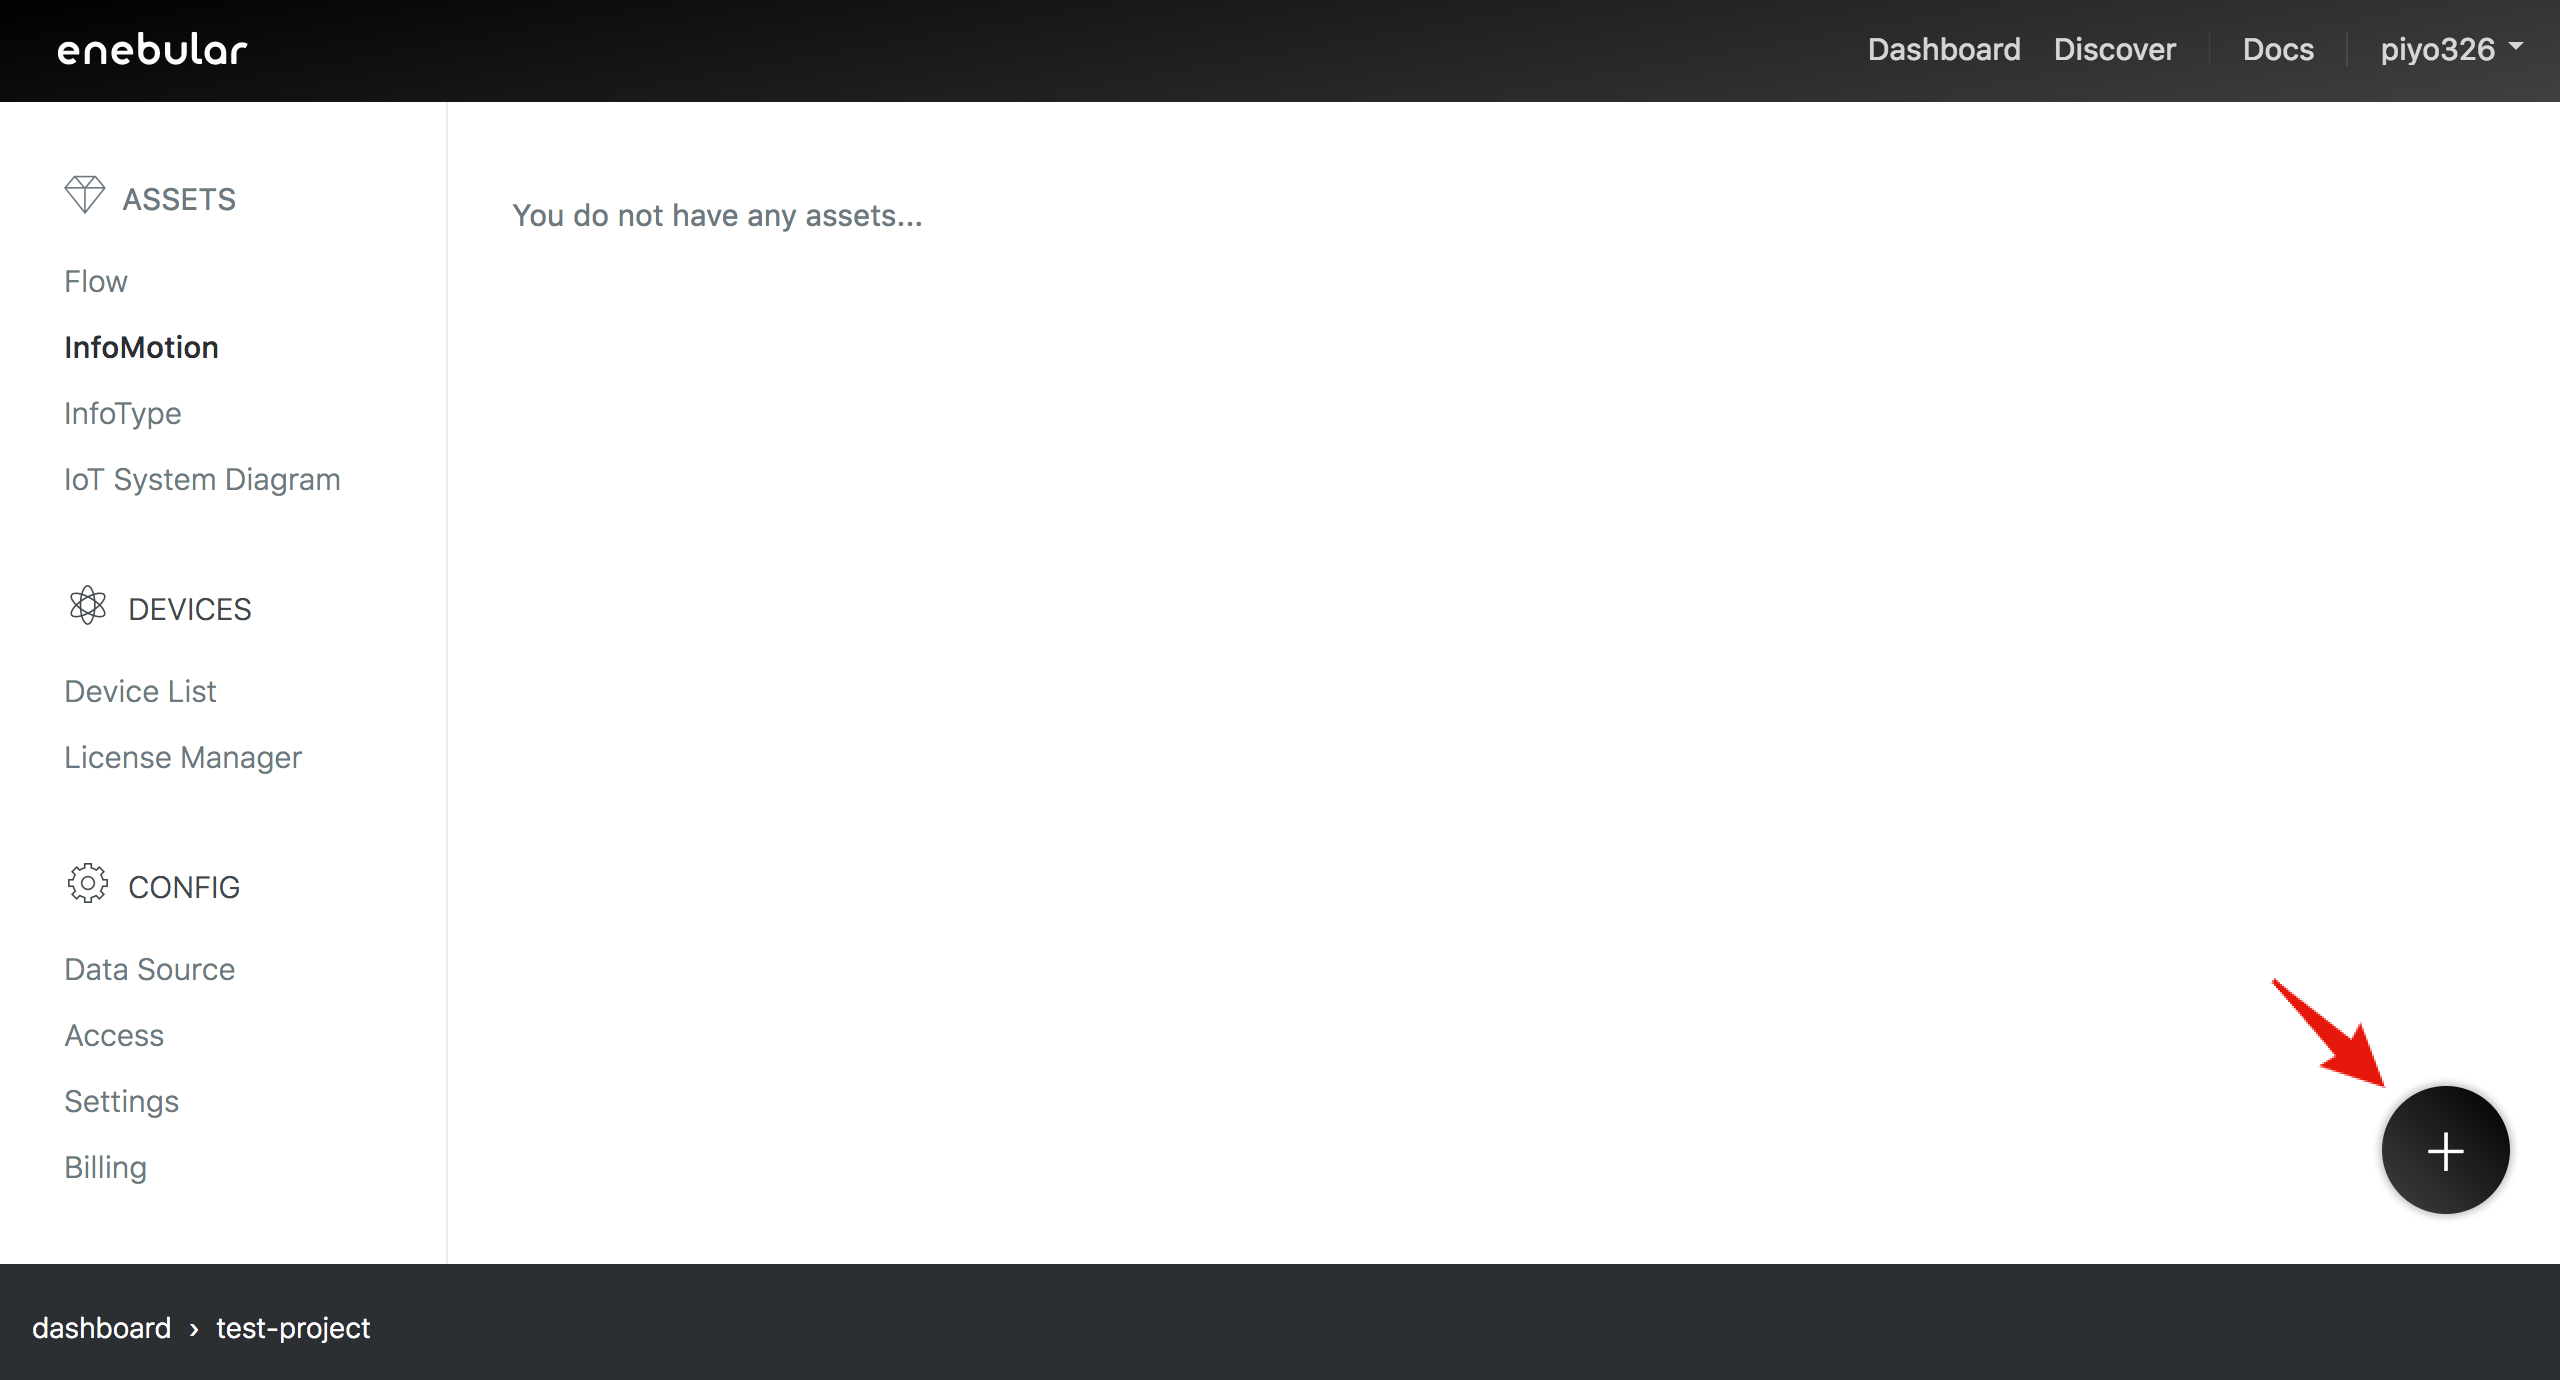 enebular
Dashboard Discover Docs piyo326
ASSETS
Flow
InfoMotion
InfoType
IoT System Diagram
DEVICES
Device List
License Manager
CONFIG
Data Source
Access
Settings
Billing
You do not have any assets...
dashboard › test-project